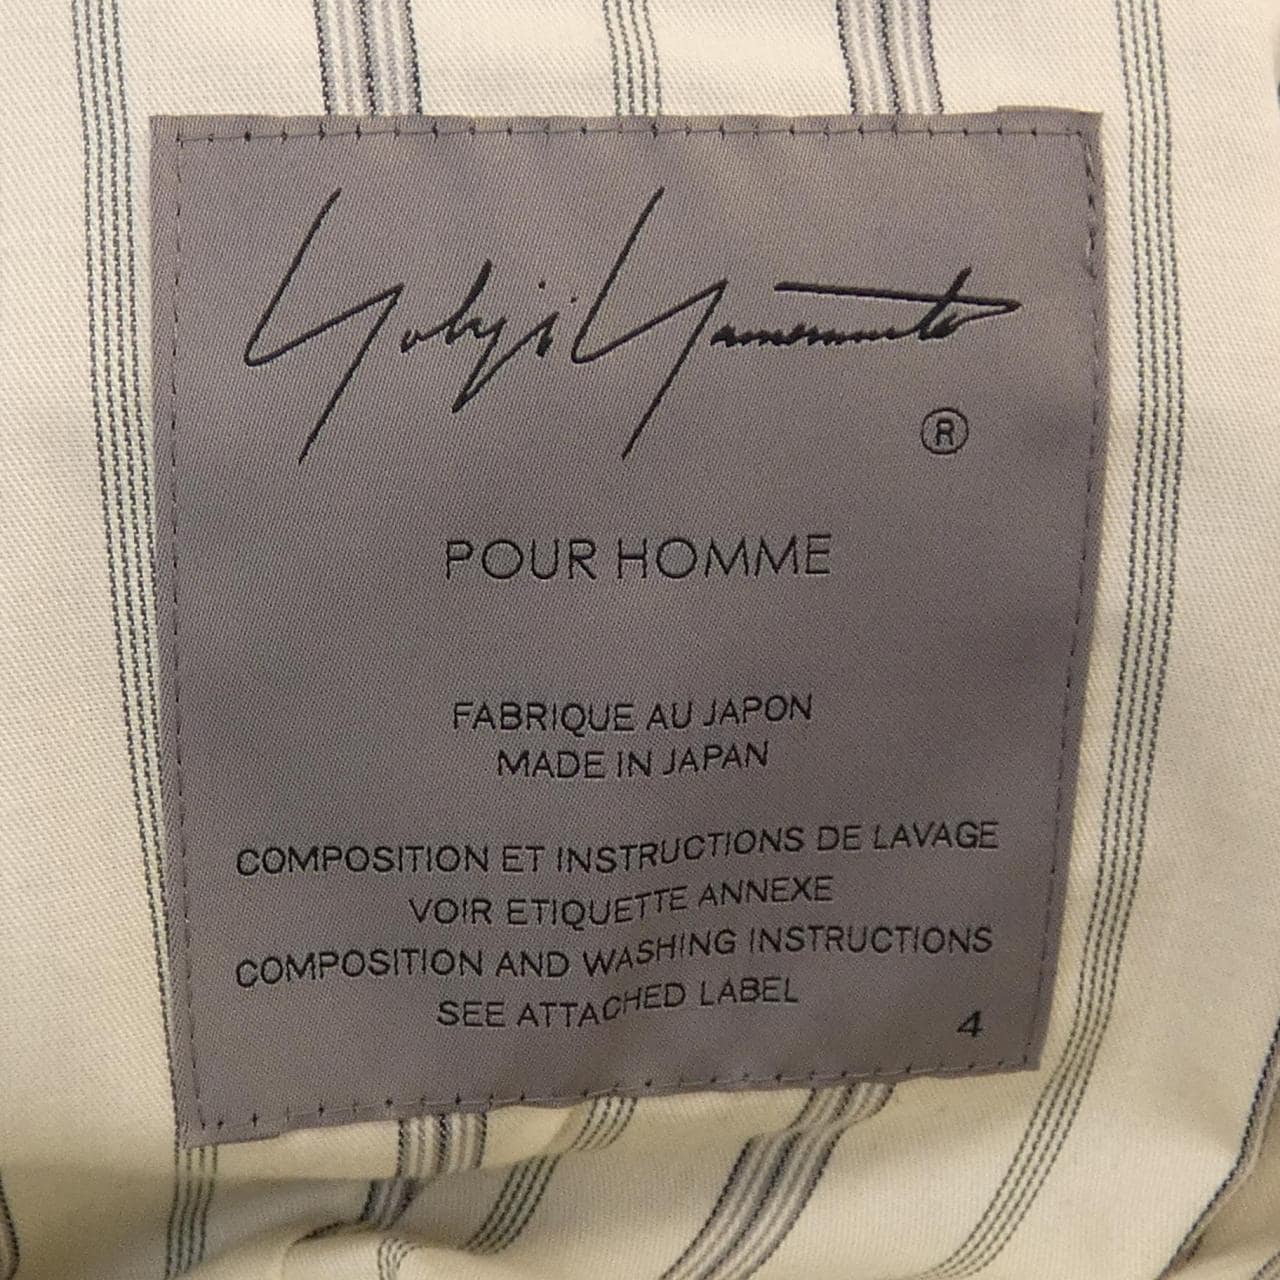 Yohji Yamamoto
®
POUR HOMME
FABRIQUE AU JAPON
MADE IN JAPAN
COMPOSITION ET INSTRUCTIONS DE LAVAGE
VOIR ETIQUETTE ANNEXE
COMPOSITION AND WASHING INSTRUCTIONS
SEE ATTACHED LABEL
4